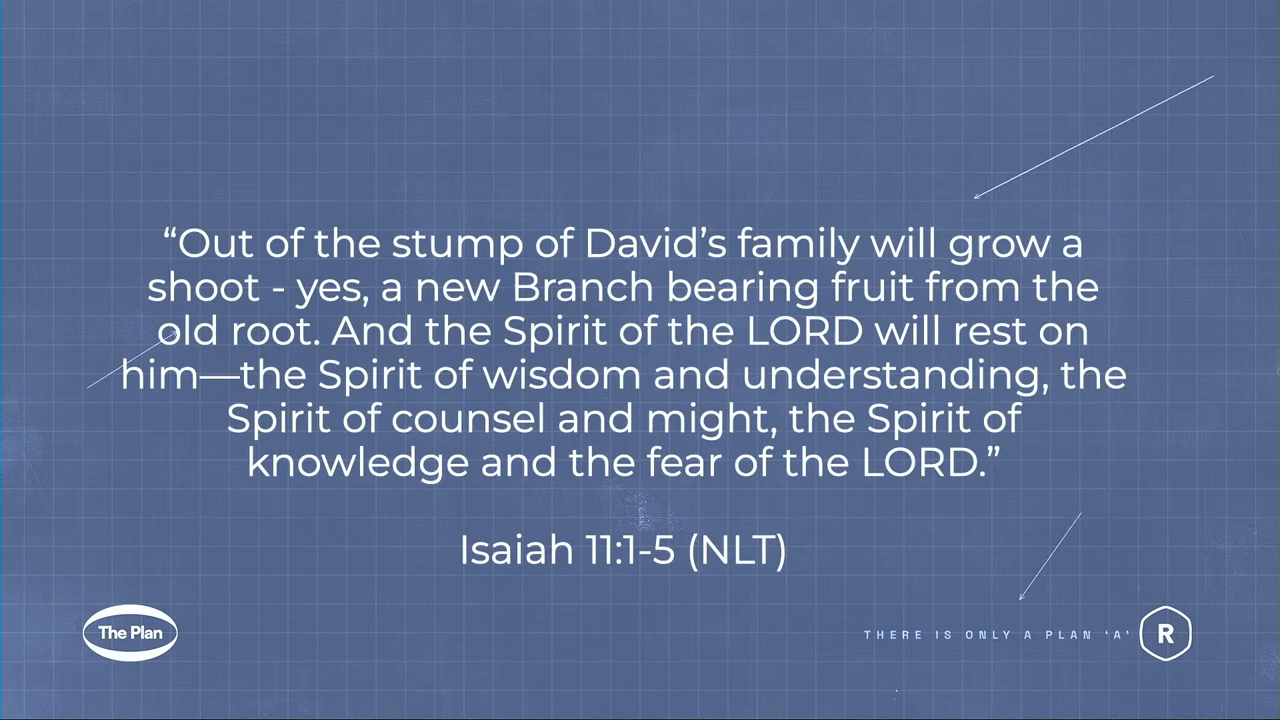 “Out of the stump of David’s family will grow a
shoot - yes, a new Branch bearing fruit from the
old root. And the Spirit of the LORD will rest on
him—the Spirit of wisdom and understanding, the
Spirit of counsel and might, the Spirit of
knowledge and the fear of the LORD.”
Isaiah 11:1-5 (NLT)
The Plan
THERE IS ONLY A PLAN ‘A’
R